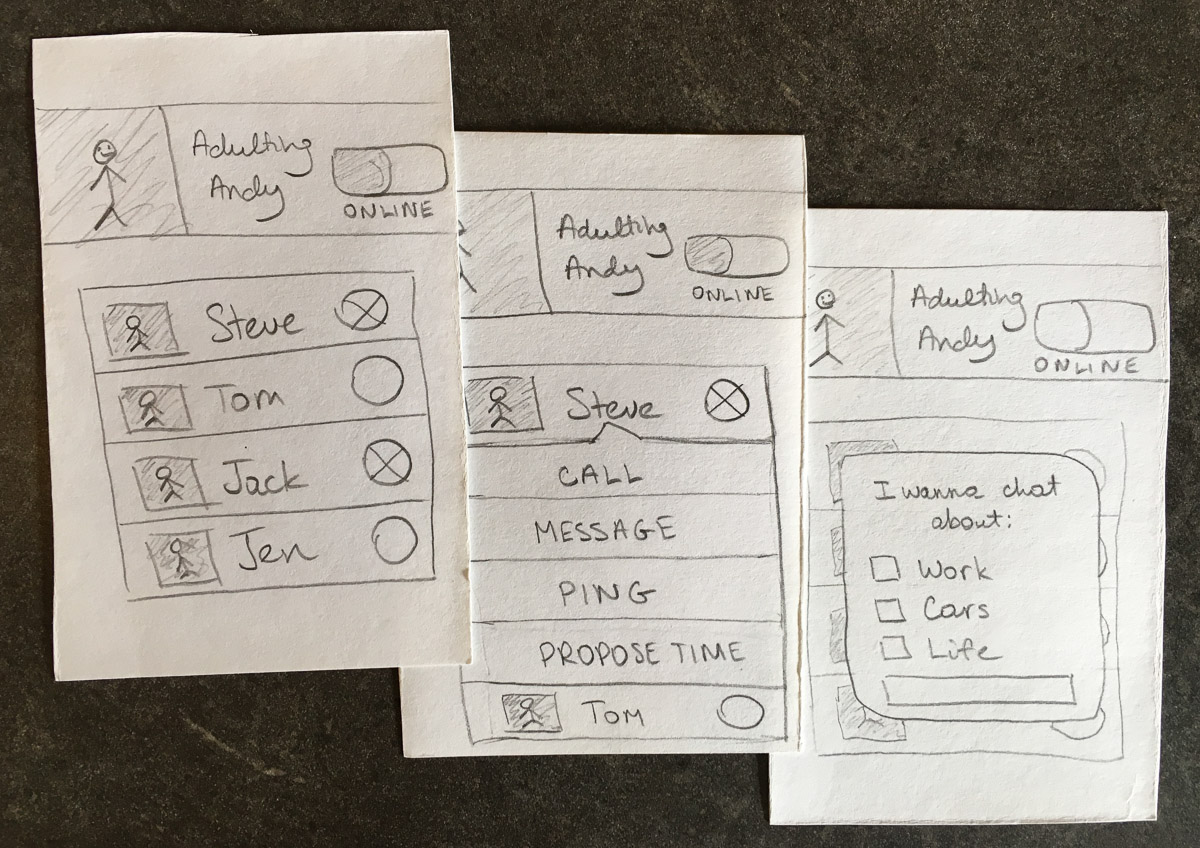 Adulting
Andy
ONLINE
Steve
Tom
Jack
Jen
Adulting
Andy
ONLINE
Steve
CALL
MESSAGE
PING
PROPOSE TIME
TOM
Adulting
Andy
ONLINE
I wanna chat
about:
Work
Cars
Life